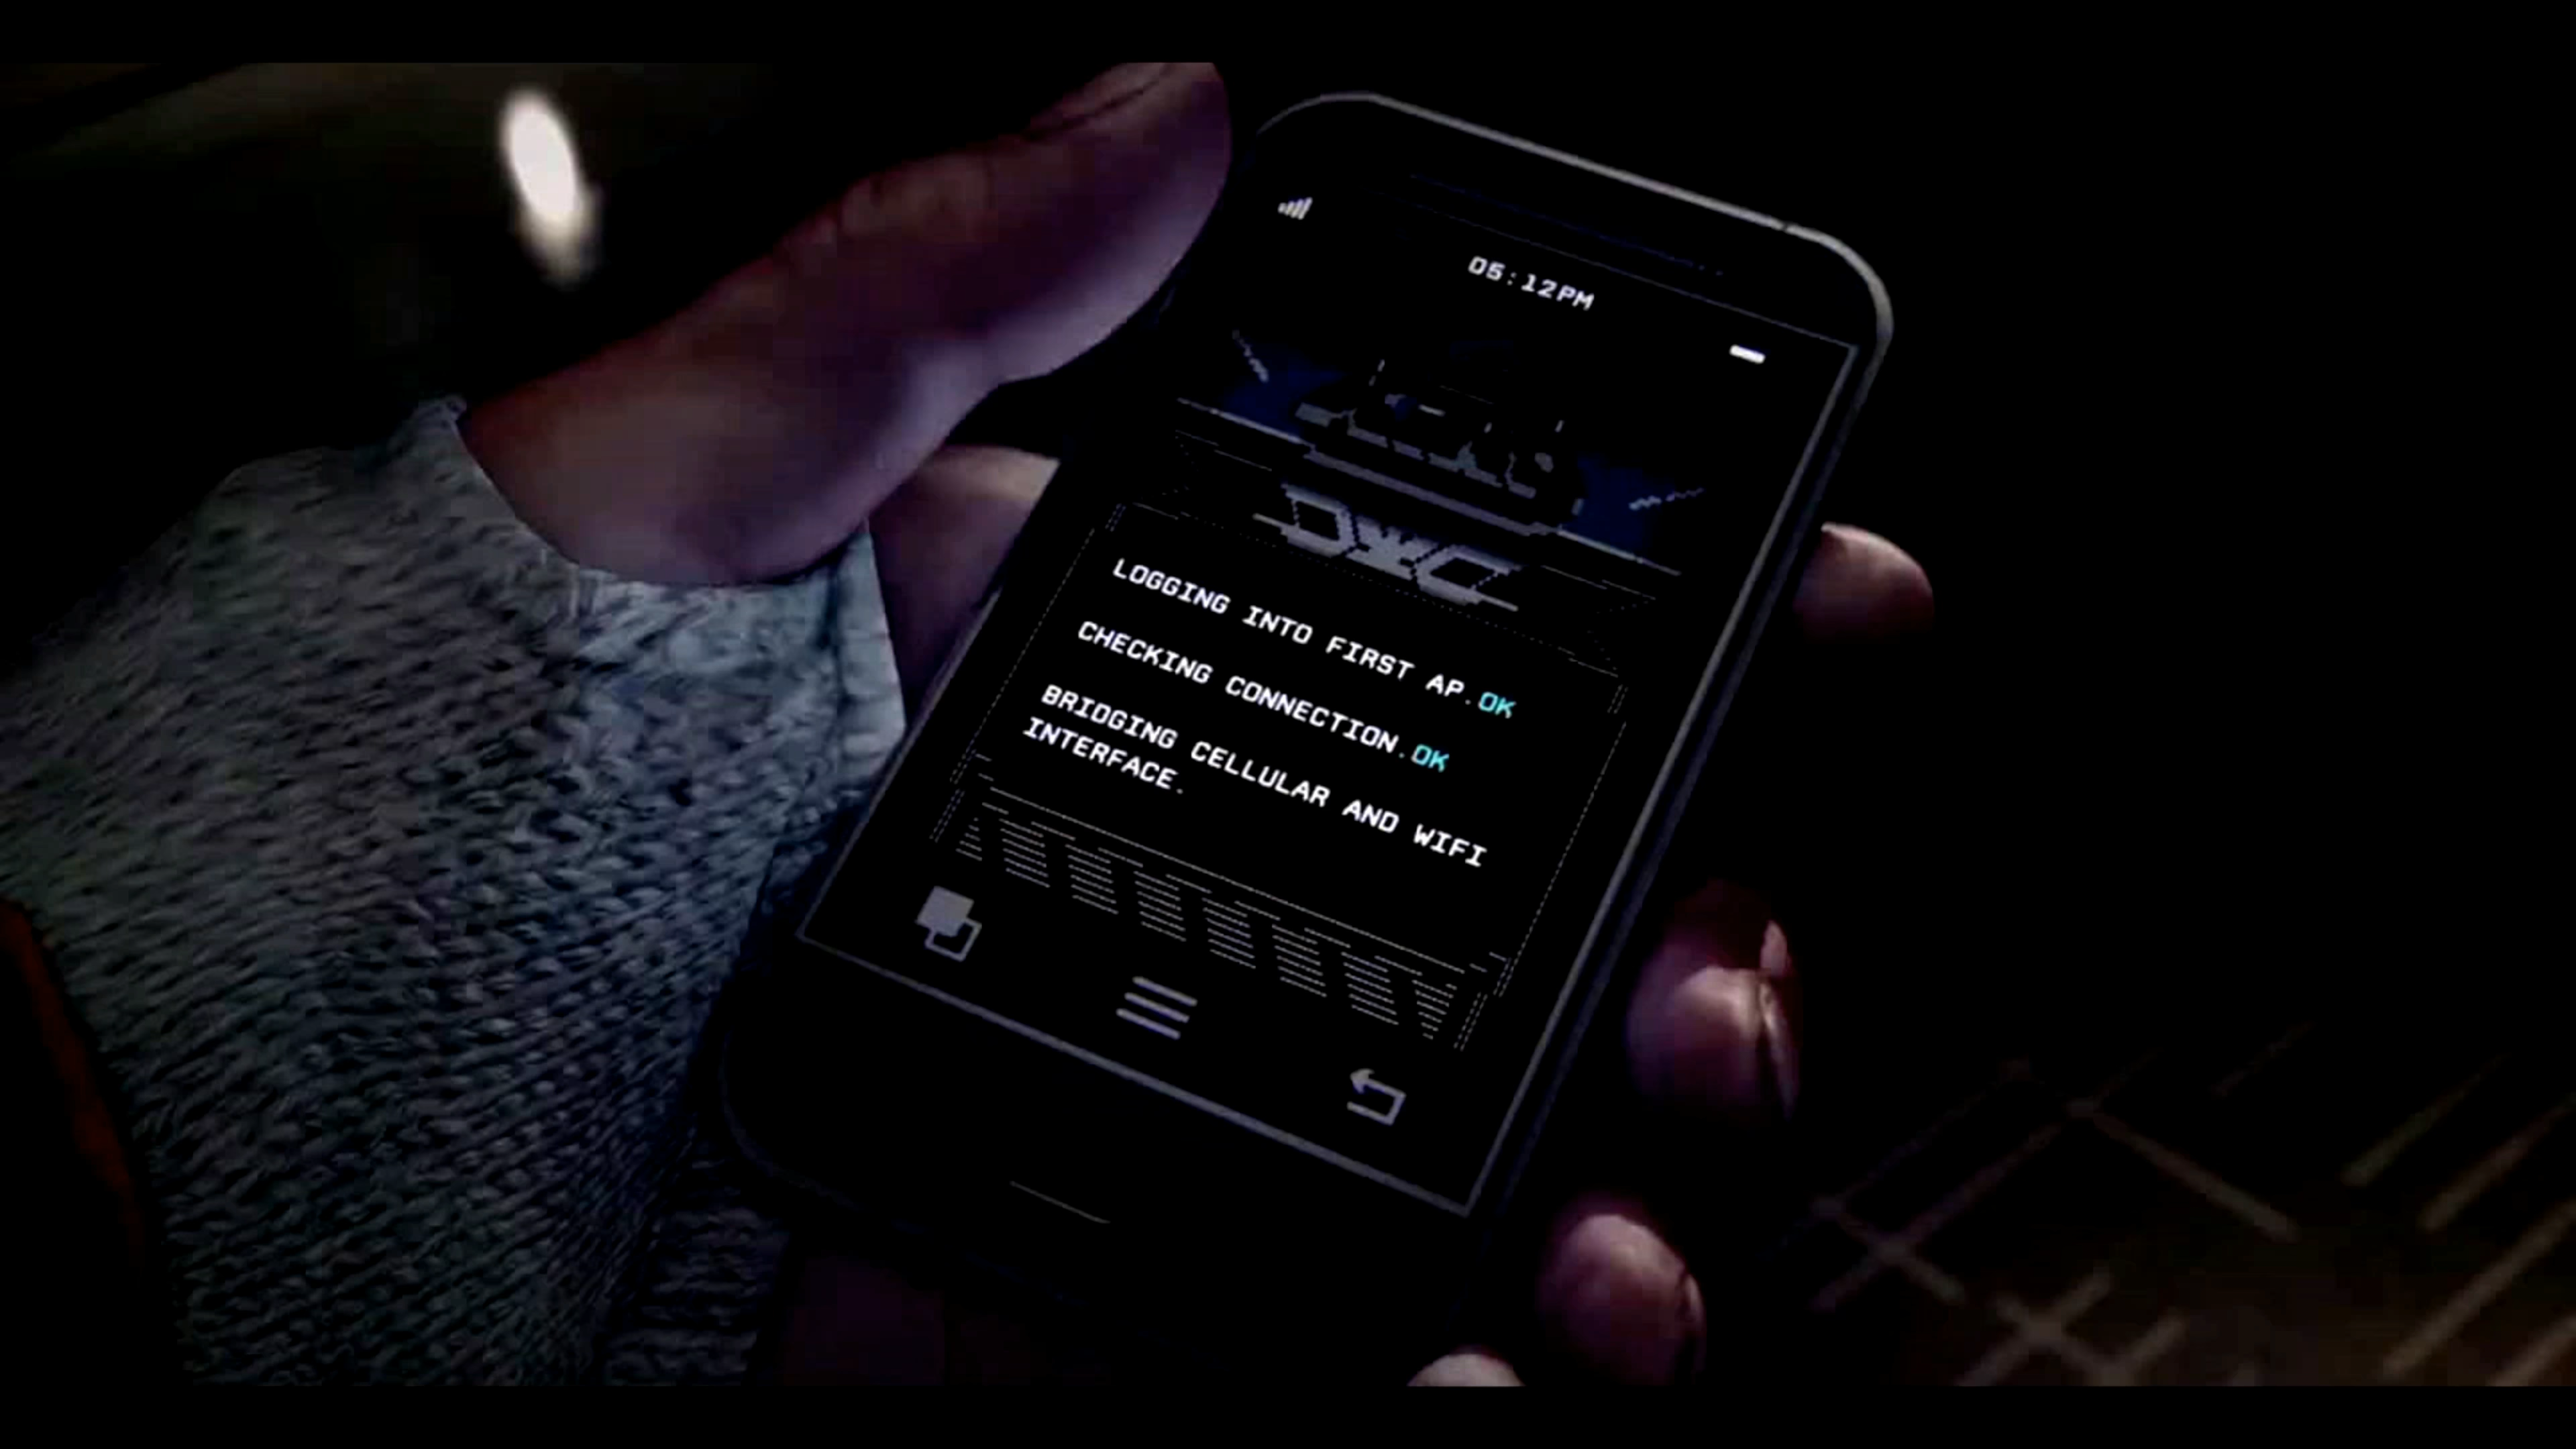 05:12PM
LOGGING INTO FIRST AP.OK
CHECKING CONNECTION.OK
BRIDGING CELLULAR AND WIFI
INTERFACE.